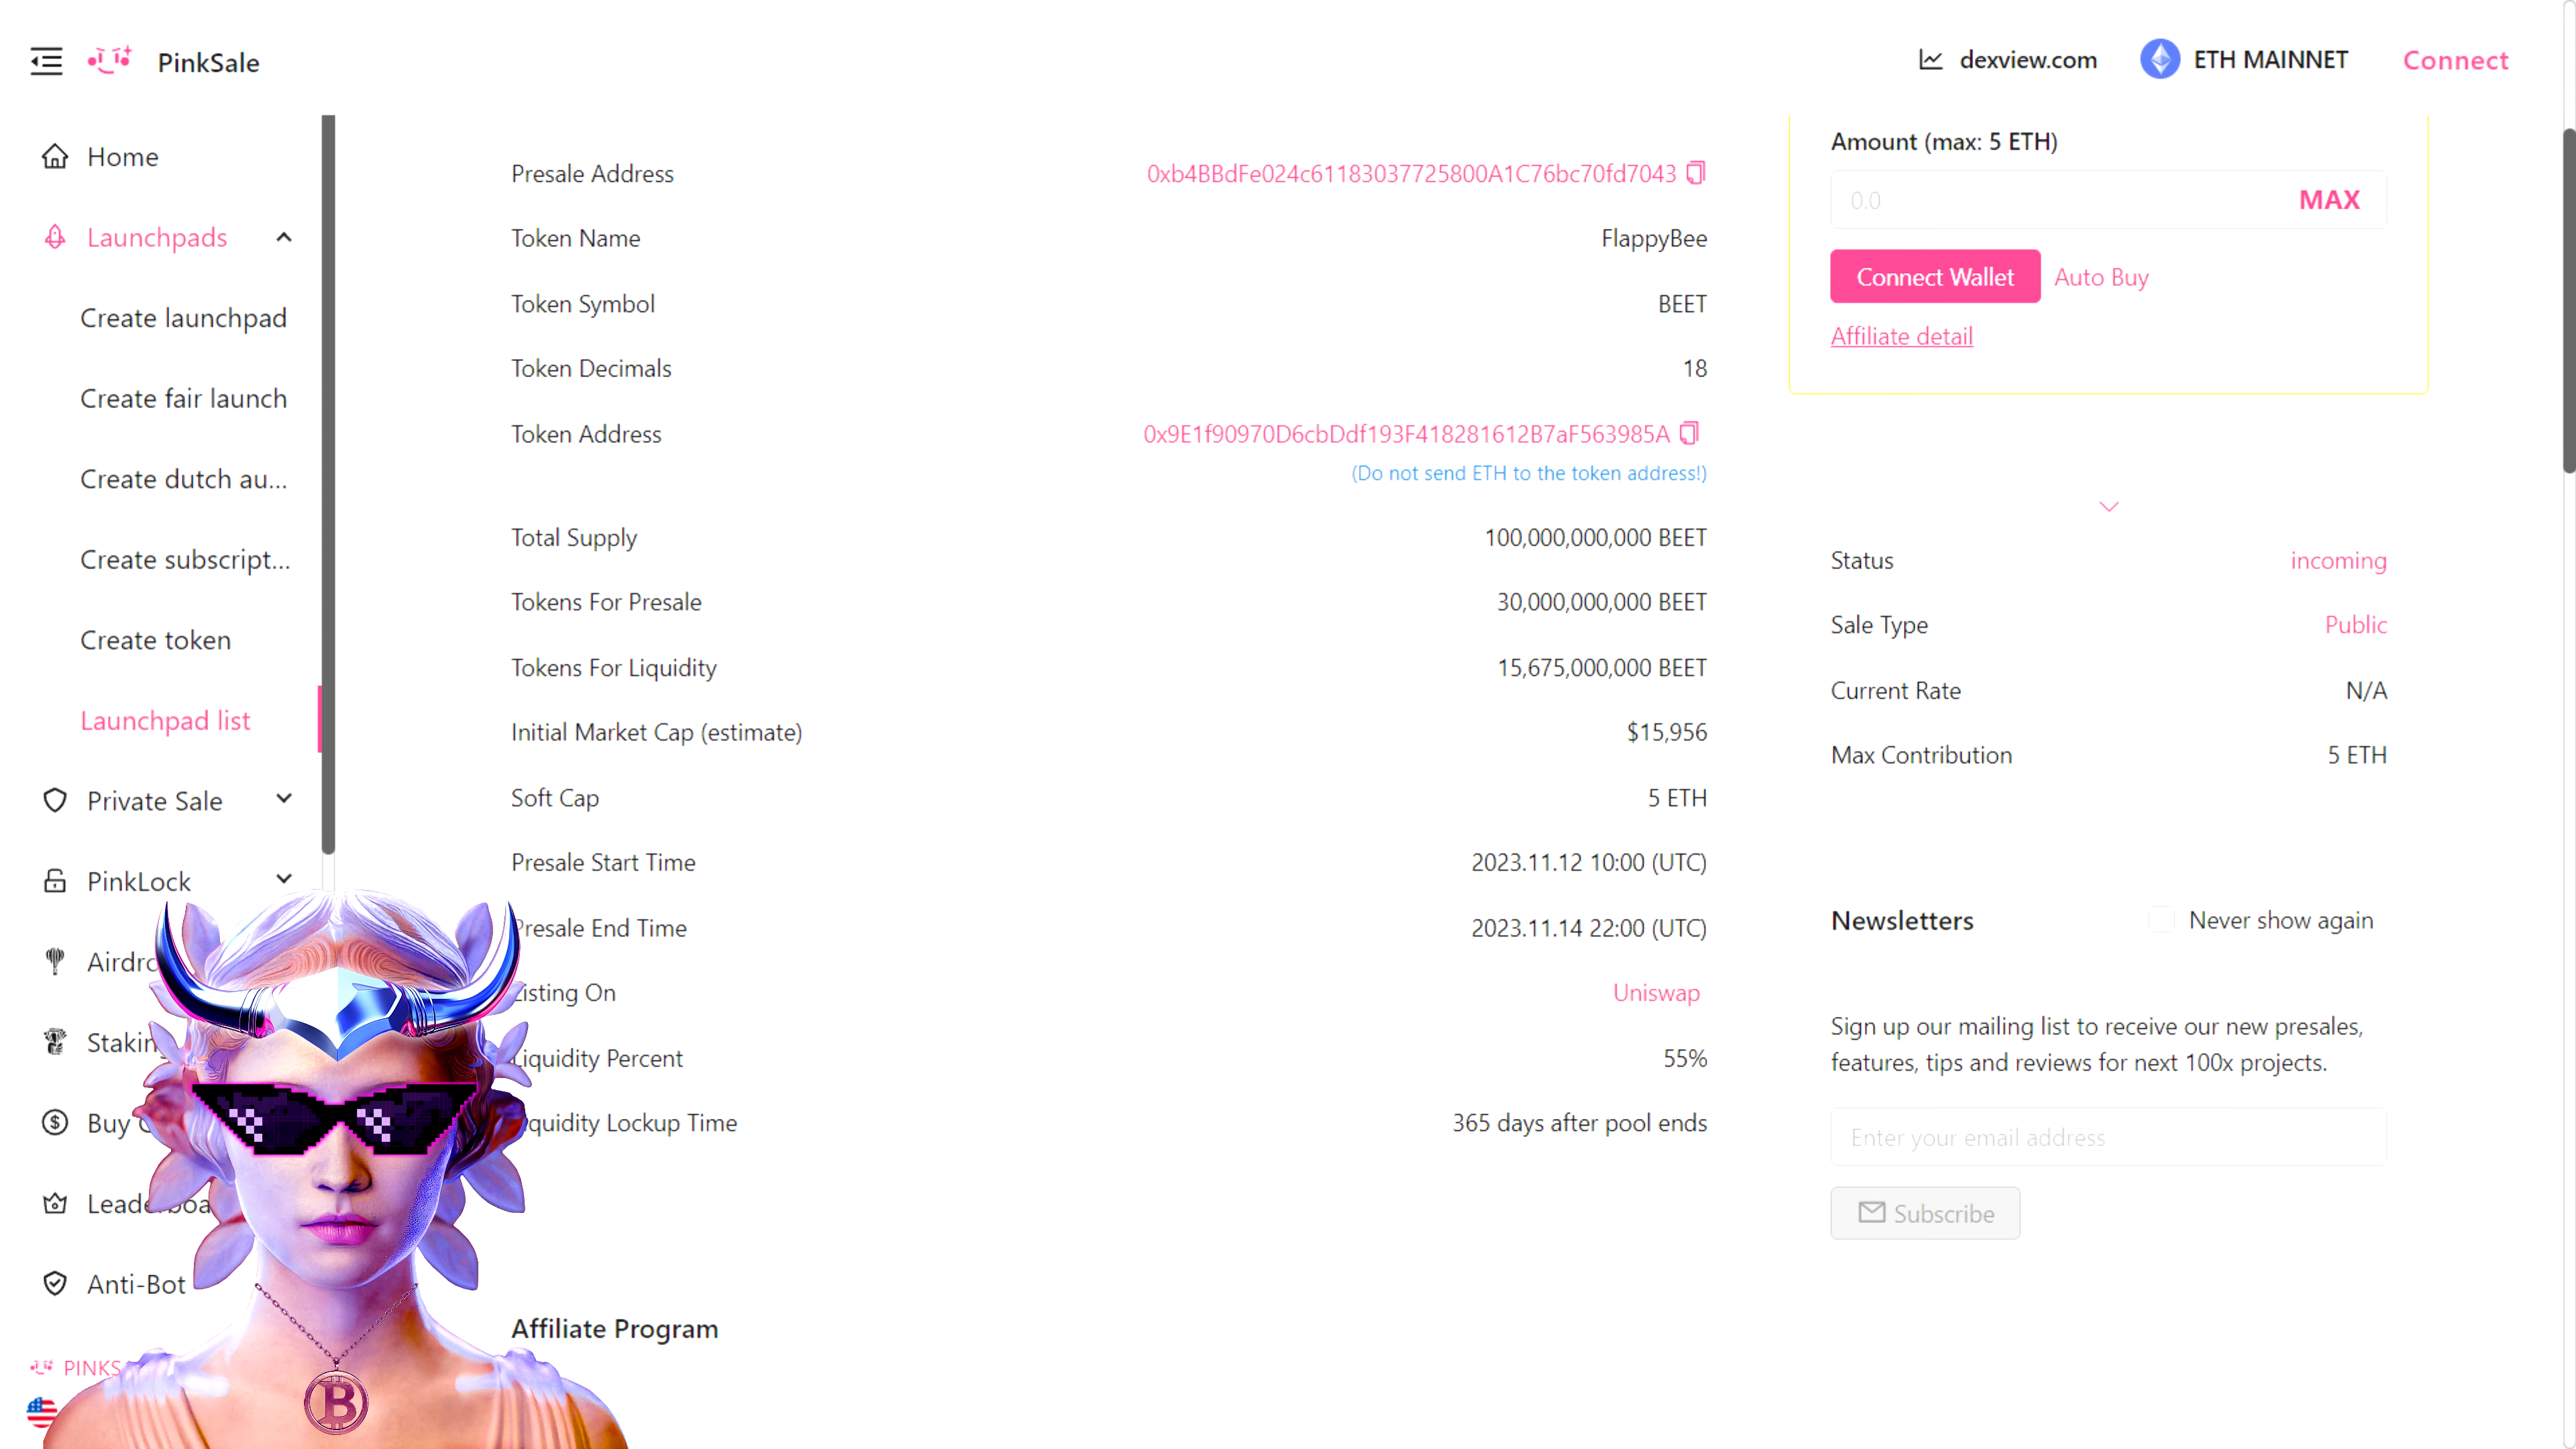 PinkSale
dexview.com
ETH MAINNET
Connect
Home
Launchpads
Create launchpad
Create fair launch
Create dutch au...
Create subscript...
Create token
Launchpad list
Private Sale
PinkLock
Buy
Anti-Bot
Presale Address 0xb4BBdFe024c61183037725800A1C76bc70fd7043
Token Name FlappyBee
Token Symbol BEET
Token Decimals 18
Token Address 0x9E1f90970D6cbDdf193F418281612B7aF563985A
(Do not send ETH to the token address!)
Total Supply 100,000,000,000 BEET
Tokens For Presale 30,000,000,000 BEET
Tokens For Liquidity 15,675,000,000 BEET
Initial Market Cap (estimate) $15,956
Soft Cap 5 ETH
Presale Start Time 2023.11.12 10:00 (UTC)
Presale End Time 2023.11.14 22:00 (UTC)
Listing On Uniswap
Liquidity Percent 55%
Liquidity Lockup Time 365 days after pool ends
Affiliate Program
Amount (max: 5 ETH)
0.0 MAX
Connect Wallet Auto Buy
Affiliate detail
Status incoming
Sale Type Public
Current Rate N/A
Max Contribution 5 ETH
Newsletters Never show again
Sign up our mailing list to receive our new presales,
features, tips and reviews for next 100x projects.
Enter your email address
Subscribe